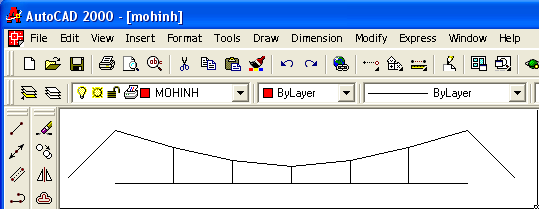 AutoCAD 2000 - [mohinh]
File Edit View Insert Format Tools Draw Dimension Modify Express Window Help
MOHINH ByLayer ByLayer